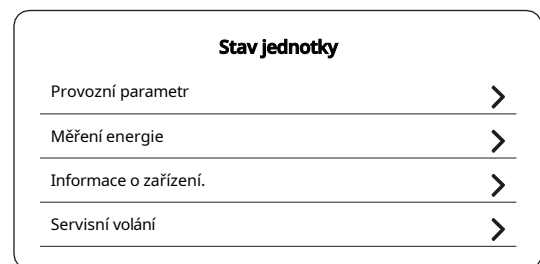 Stav jednotky
Provozní parametr
Měření energie
Informace o zařízení.
Servisní volání